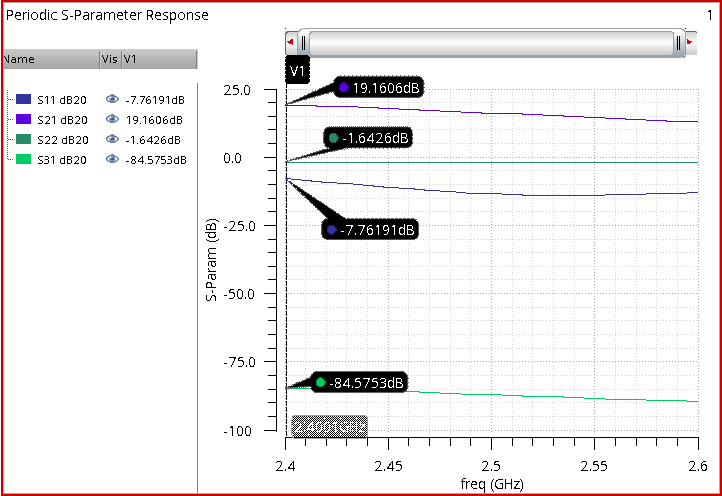 Periodic S-Parameter Response 1
Name Vis V1
S11 dB20 -7.76191dB
S21 dB20 19.1606dB
S22 dB20 -1.6426dB
S31 dB20 -84.5753dB
V1
19.1606dB
-1.6426dB
-7.76191dB
-84.5753dB
25.0
0.0
-25.0
-50.0
-75.0
-100
S-Param (dB)
2.4 2.45 2.5 2.55 2.6
freq (GHz)